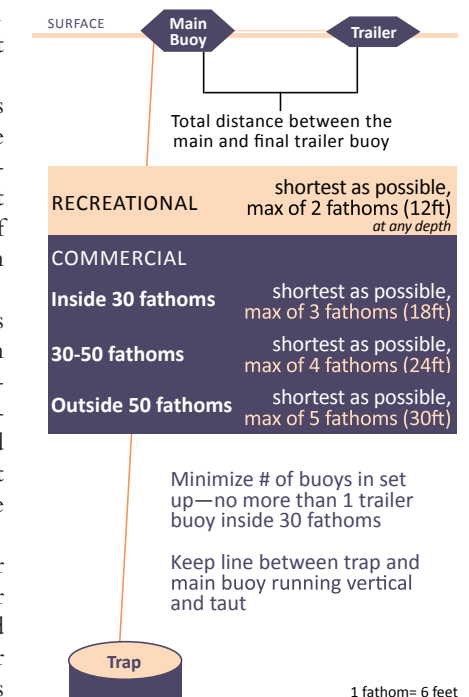 SURFACE
Main
Buoy
Trailer
Total distance between the
main and final trailer buoy
RECREATIONAL
shortest as possible,
max of 2 fathoms (12ft)
at any depth
COMMERCIAL
Inside 30 fathoms
shortest as possible,
max of 3 fathoms (18ft)
30-50 fathoms
shortest as possible,
max of 4 fathoms (24ft)
Outside 50 fathoms
shortest as possible,
max of 5 fathoms (30ft)
Minimize # of buoys in set
up—no more than 1 trailer
buoy inside 30 fathoms
Keep line between trap and
main buoy running vertical
and taut
Trap
1 fathom= 6 feet